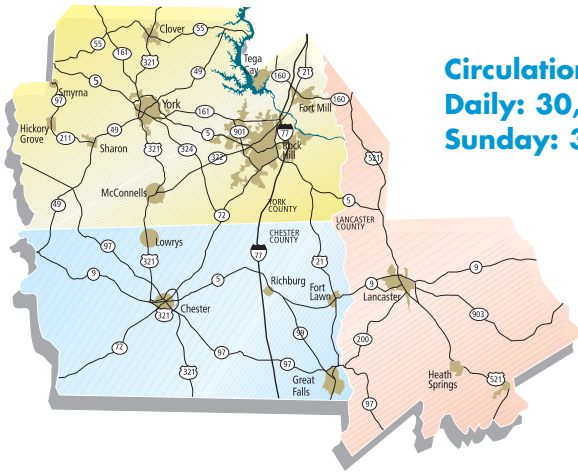 Clover
55
55
161
321
Tega
Cay
160
21
5
49
Smyrna
97
York
161
Fort Mill
160
Hickory
Grove
211
49
Sharon
5
901
77
Rock
Hill
321
324
322
521
McConnells
49
72
YORK
COUNTY
5
LANCASTER
COUNTY
CHESTER
COUNTY
97
Lowrys
321
77
21
9
5
Richburg
Fort
Lawn
9
Lancaster
9
321
Chester
99
903
200
72
97
97
321
Great
Falls
Heath
Springs
521
97
Circulation
Daily: 30,
Sunday: 3